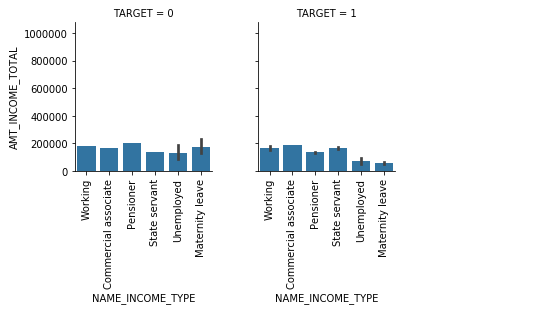 TARGET = 0
TARGET = 1
AMT_INCOME_TOTAL
1000000
800000
600000
400000
200000
0
Working
Commercial associate
Pensioner
State servant
Unemployed
Maternity leave
Working
Commercial associate
Pensioner
State servant
Unemployed
Maternity leave
NAME_INCOME_TYPE
NAME_INCOME_TYPE